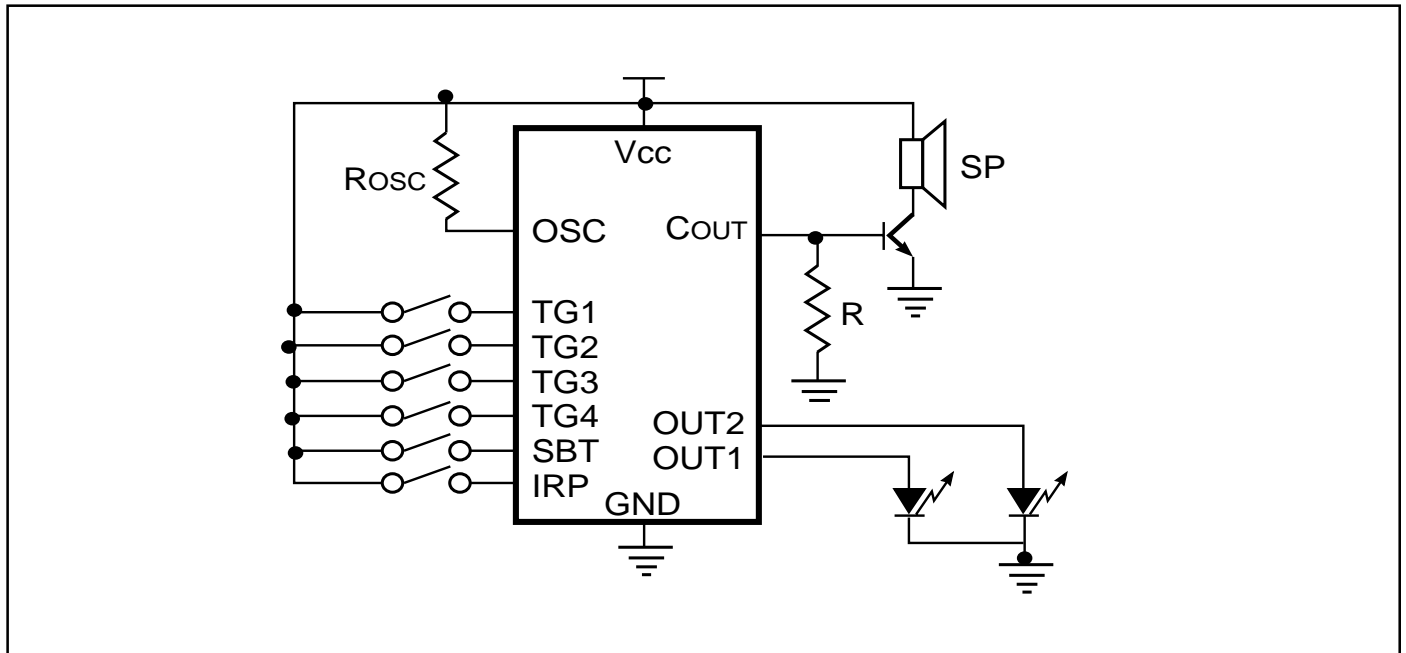 Vcc
ROSC
SP
OSC
COUT
TG1
R
TG2
TG3
TG4
OUT2
SBT
OUT1
IRP
GND